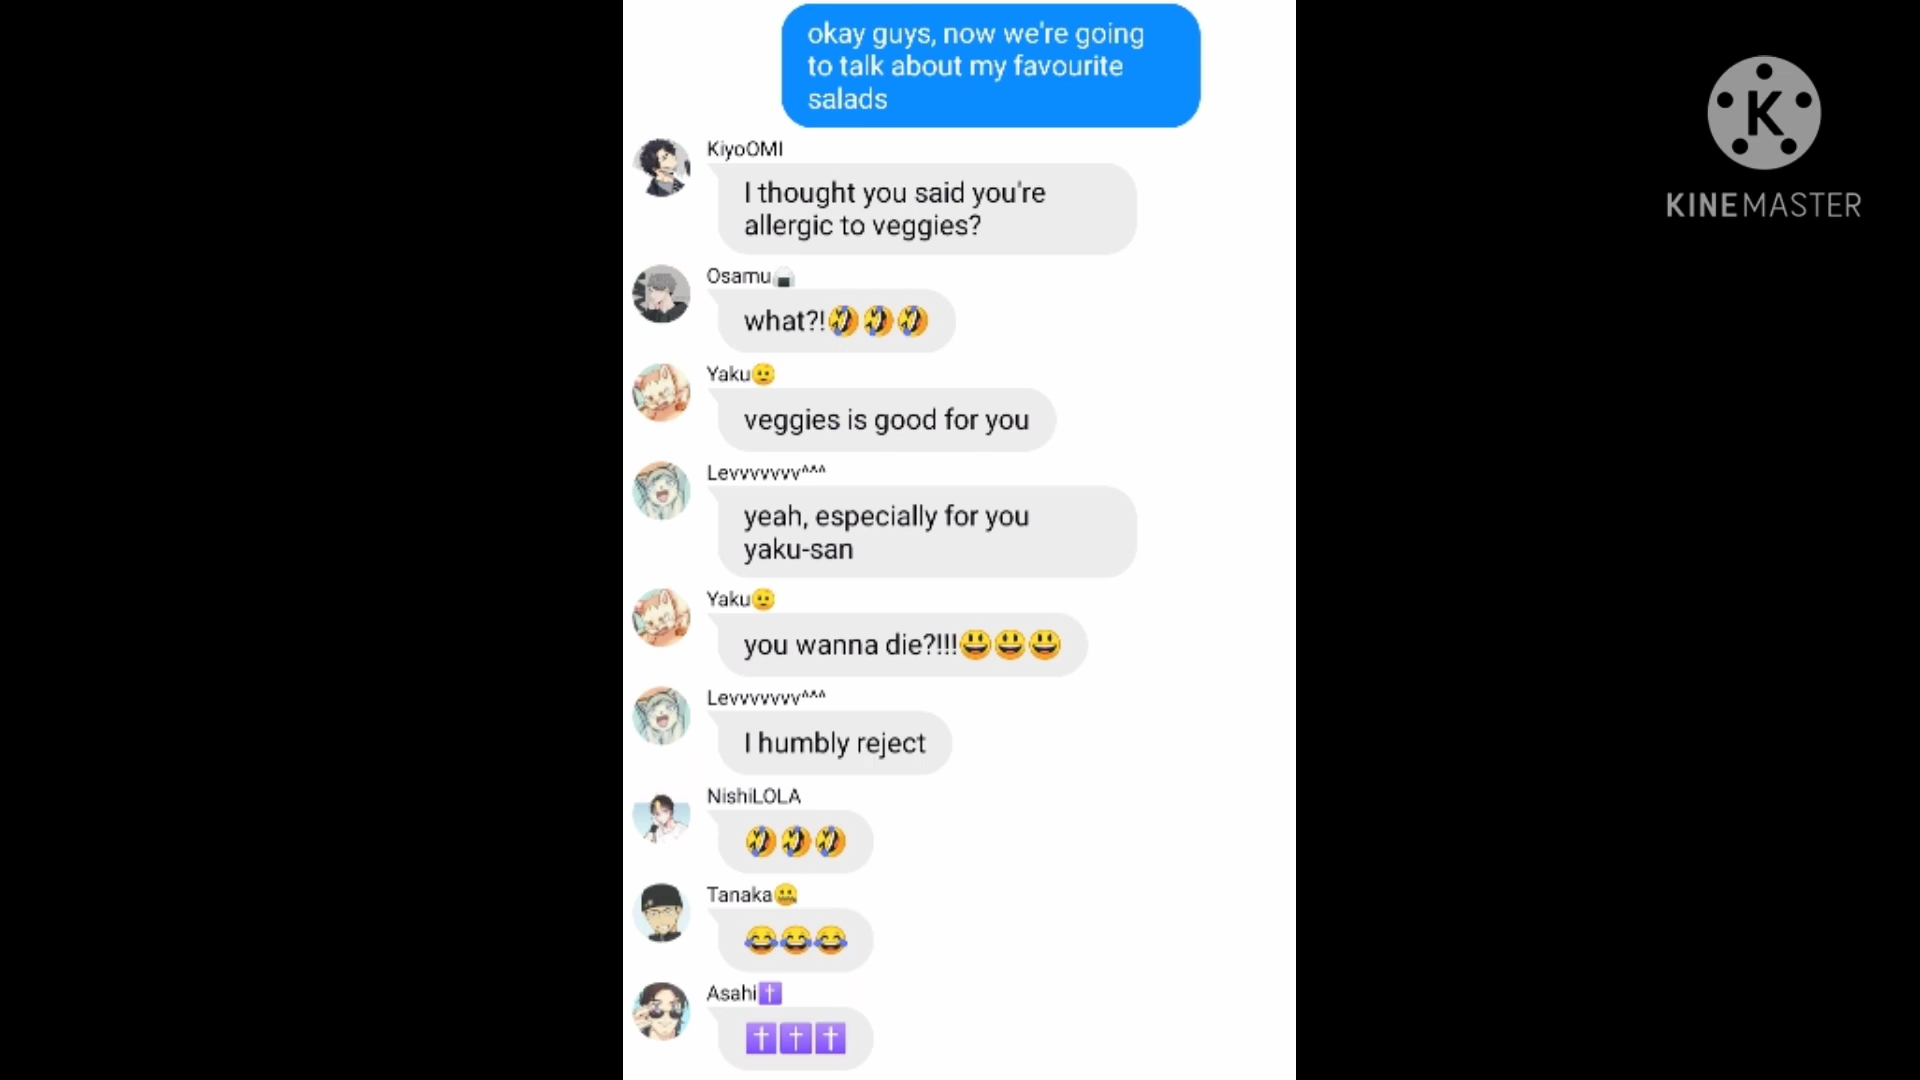 okay guys, now we're going
to talk about my favourite
salads
KiyoOMI
I thought you said you're
allergic to veggies?
Osamu🍙
what?!🤣🤣🤣
Yaku🫡
veggies is good for you
Levvvvvvv^^^
yeah, especially for you
yaku-san
Yaku🫡
you wanna die?!!!😃😃😃
Levvvvvvv^^^
I humbly reject
NishiLOLA
🤣🤣🤣
Tanaka🤐
😂😂😂
Asahi✝️
✝️✝️✝️
K
KINEMASTER